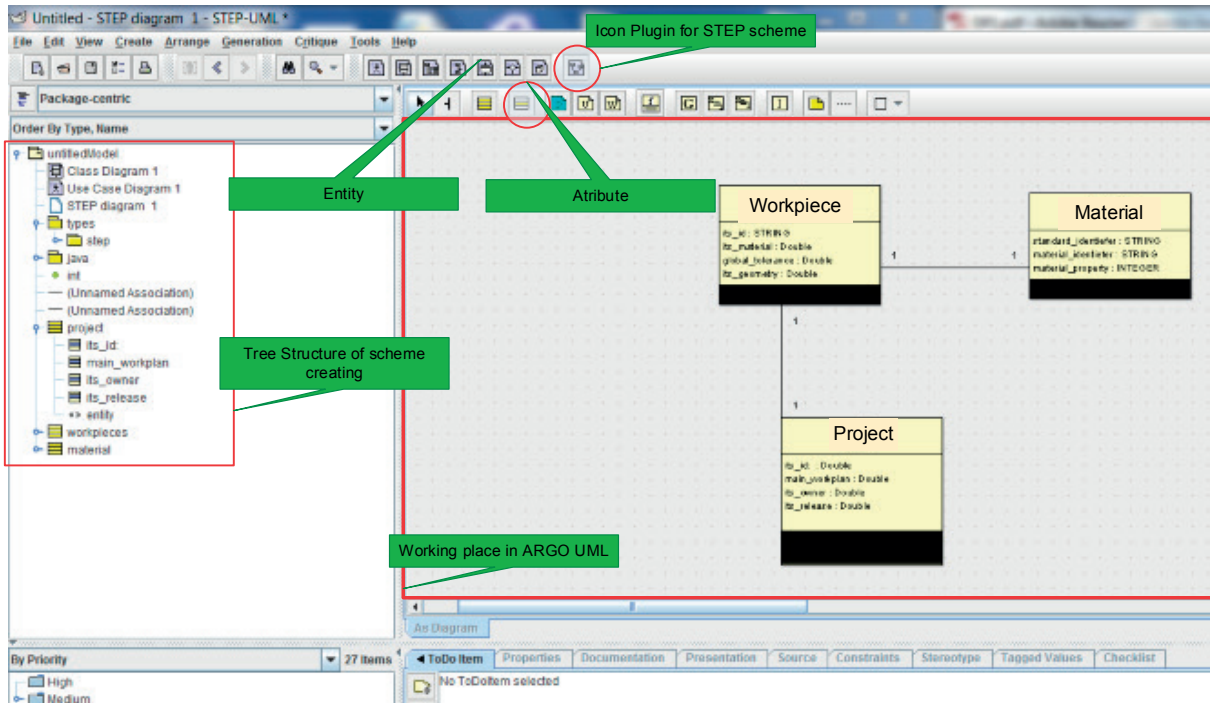 Untitled - STEP diagram 1 - STEP-UML *
File Edit View Create Arrange Generation Critique Tools Help
Icon Plugin for STEP scheme
Package-centric
Order By Type, Name
untitledModel
Class Diagram 1
Use Case Diagram 1
STEP diagram 1
types
step
java
int
(Unnamed Association)
(Unnamed Association)
project
its_id:
main_workplan
its_owner
its_release
entity
workpieces
material
Entity
Atribute
Tree Structure of scheme
creating
Working place in ARGO UML
Workpiece
its_id : STRING
its_material : Double
global_tolerance : Double
its_geometry : Double
1
1
Material
standard_identiefer : STRING
material_identiefer : STRING
material_property : INTEGER
1
1
Project
its_id: : Double
main_workplan : Double
its_owner : Double
its_release : Double
As Diagram
By Priority
27 Items
High
Medium
ToDo Item Properties Documentation Presentation Source Constraints Stereotype Tagged Values Checklist
No ToDoItem selected